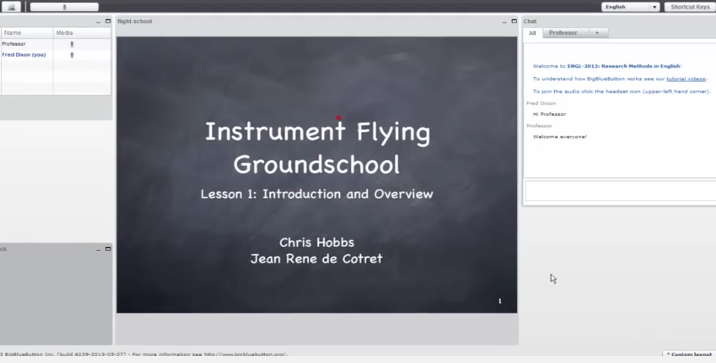 English
Shortcut Keys
Name Media
Professor
Fred Dixon (you)
flight-school
Instrument Flying
Groundschool
Lesson 1: Introduction and Overview
Chris Hobbs
Jean Rene de Cotret
1
Chat
All Professor +
Welcome to ENGL-2013: Research Methods in English!
To understand how BigBlueButton works see our tutorial videos.
To join the audio click the headset icon (upper-left hand corner).
Fred Dixon
Hi Professor
Professor
Welcome everyone!
BigBlueButton Inc. (build #239-2013-05-27) - For more information see http://www.bigbluebutton.org/.
* Custom layout